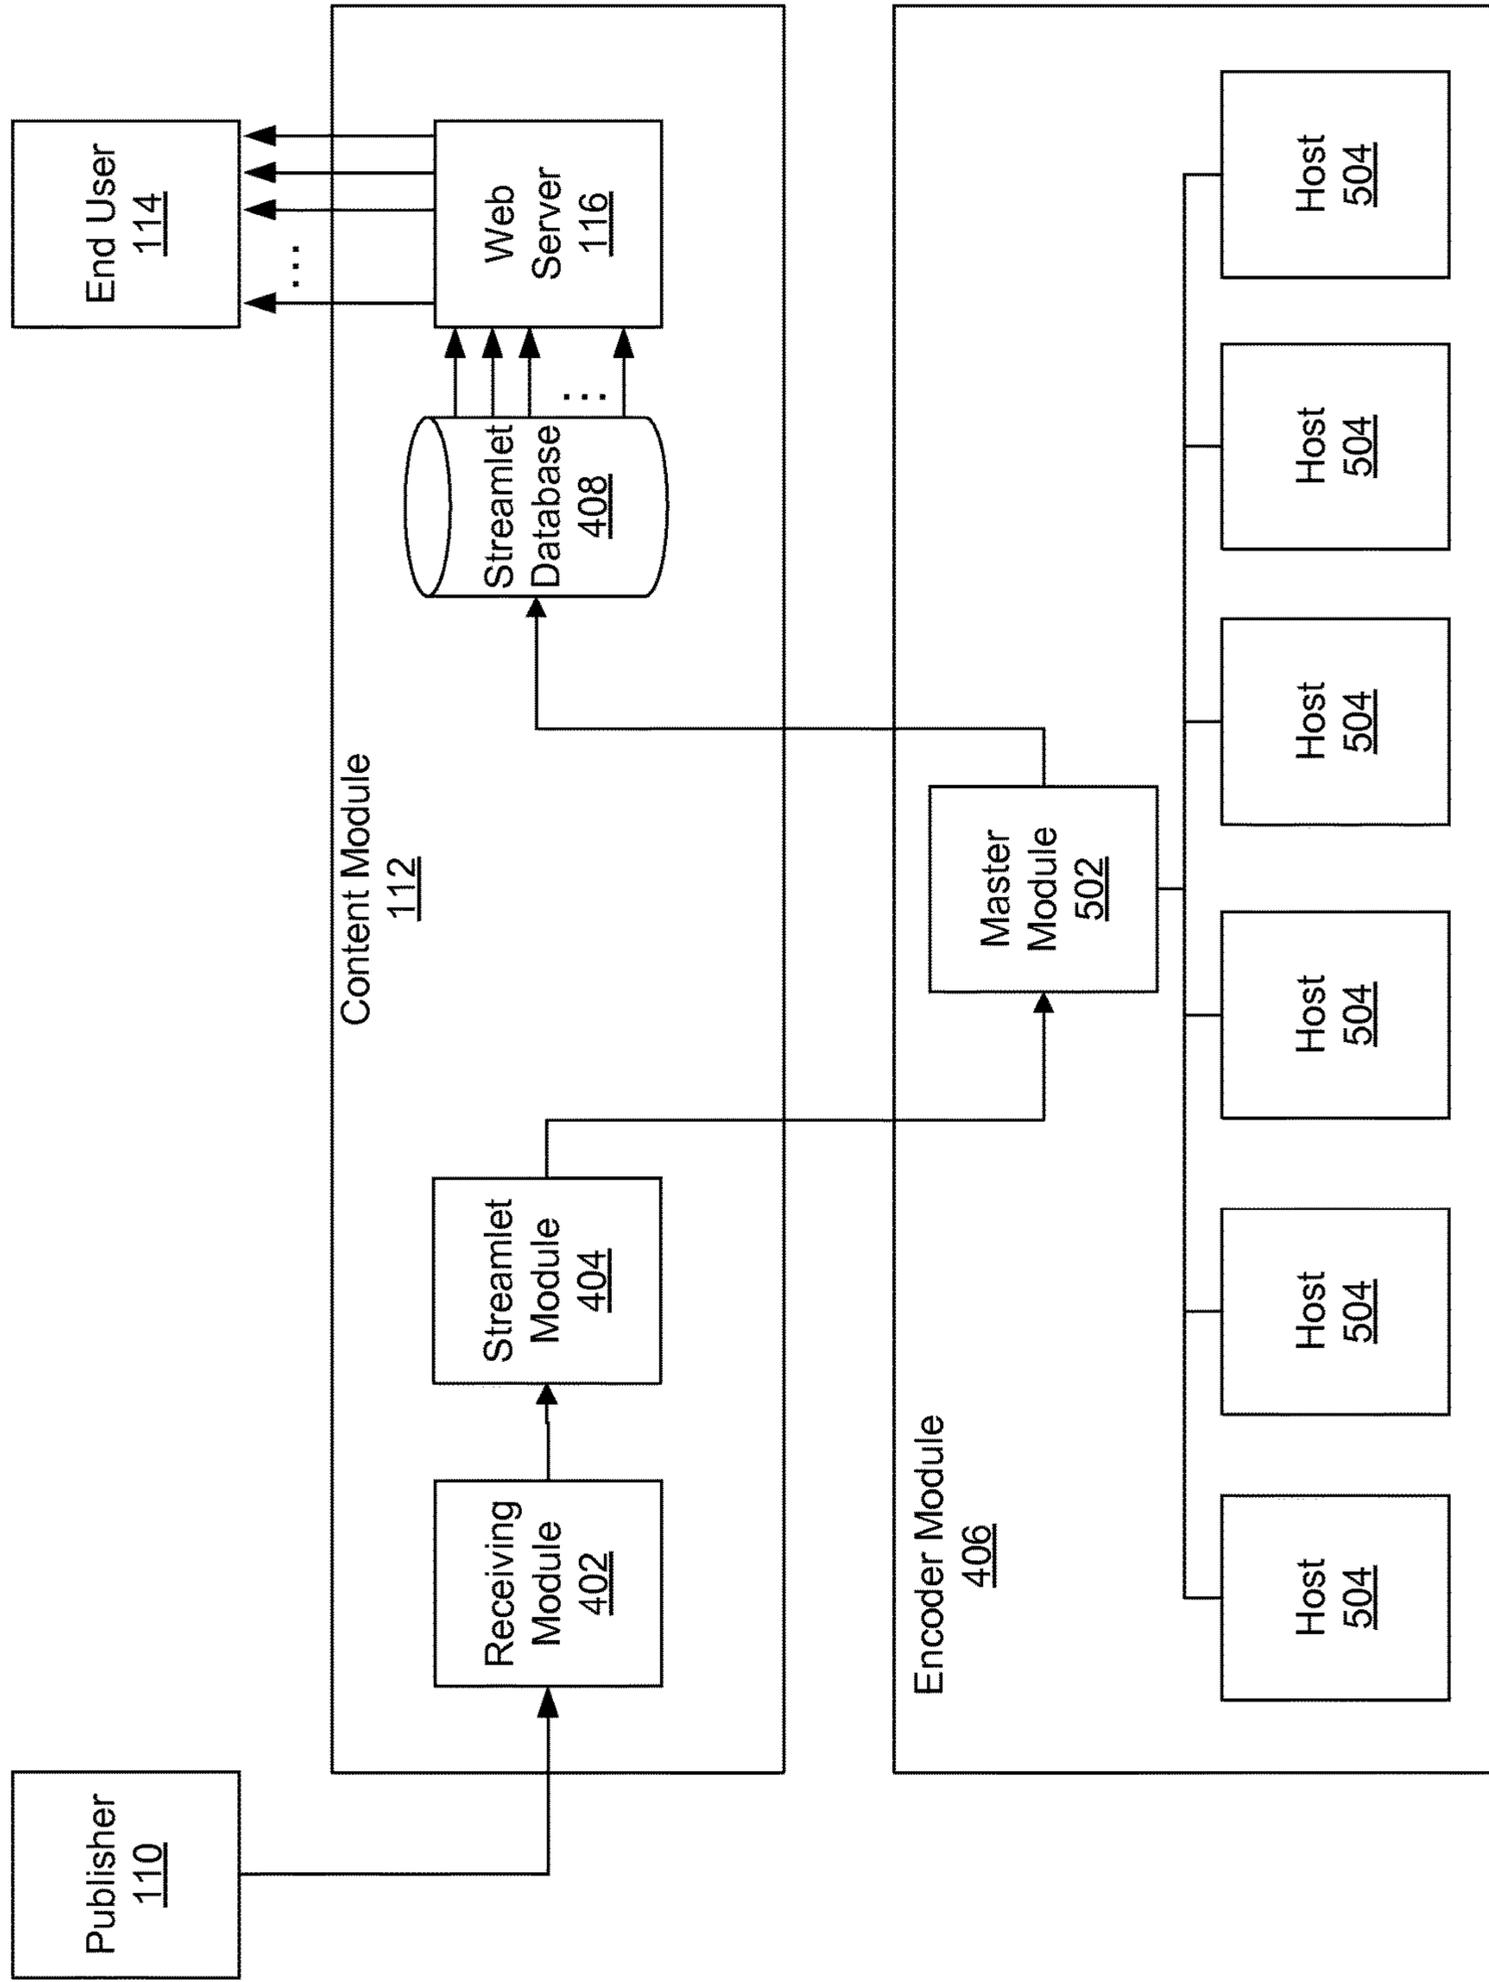 Publisher
110
End User
114
Content Module
112
Receiving
Module
402
Streamlet
Module
404
Streamlet
Database
408
...
Web
Server
116
...
Encoder Module
406
Master
Module
502
Host
504
Host
504
Host
504
Host
504
Host
504
Host
504